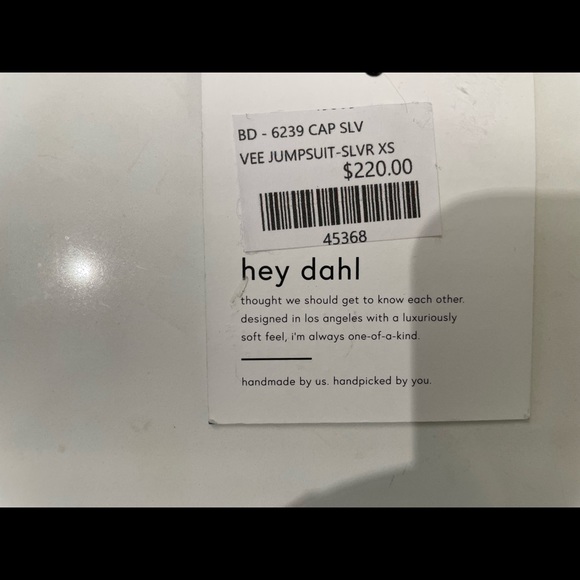 BD - 6239 CAP SLV
VEE JUMPSUIT-SLVR XS
$220.00
45368
hey dahl
thought we should get to know each other.
designed in los angeles with a luxuriously
soft feel, i'm always one-of-a-kind.
handmade by us. handpicked by you.